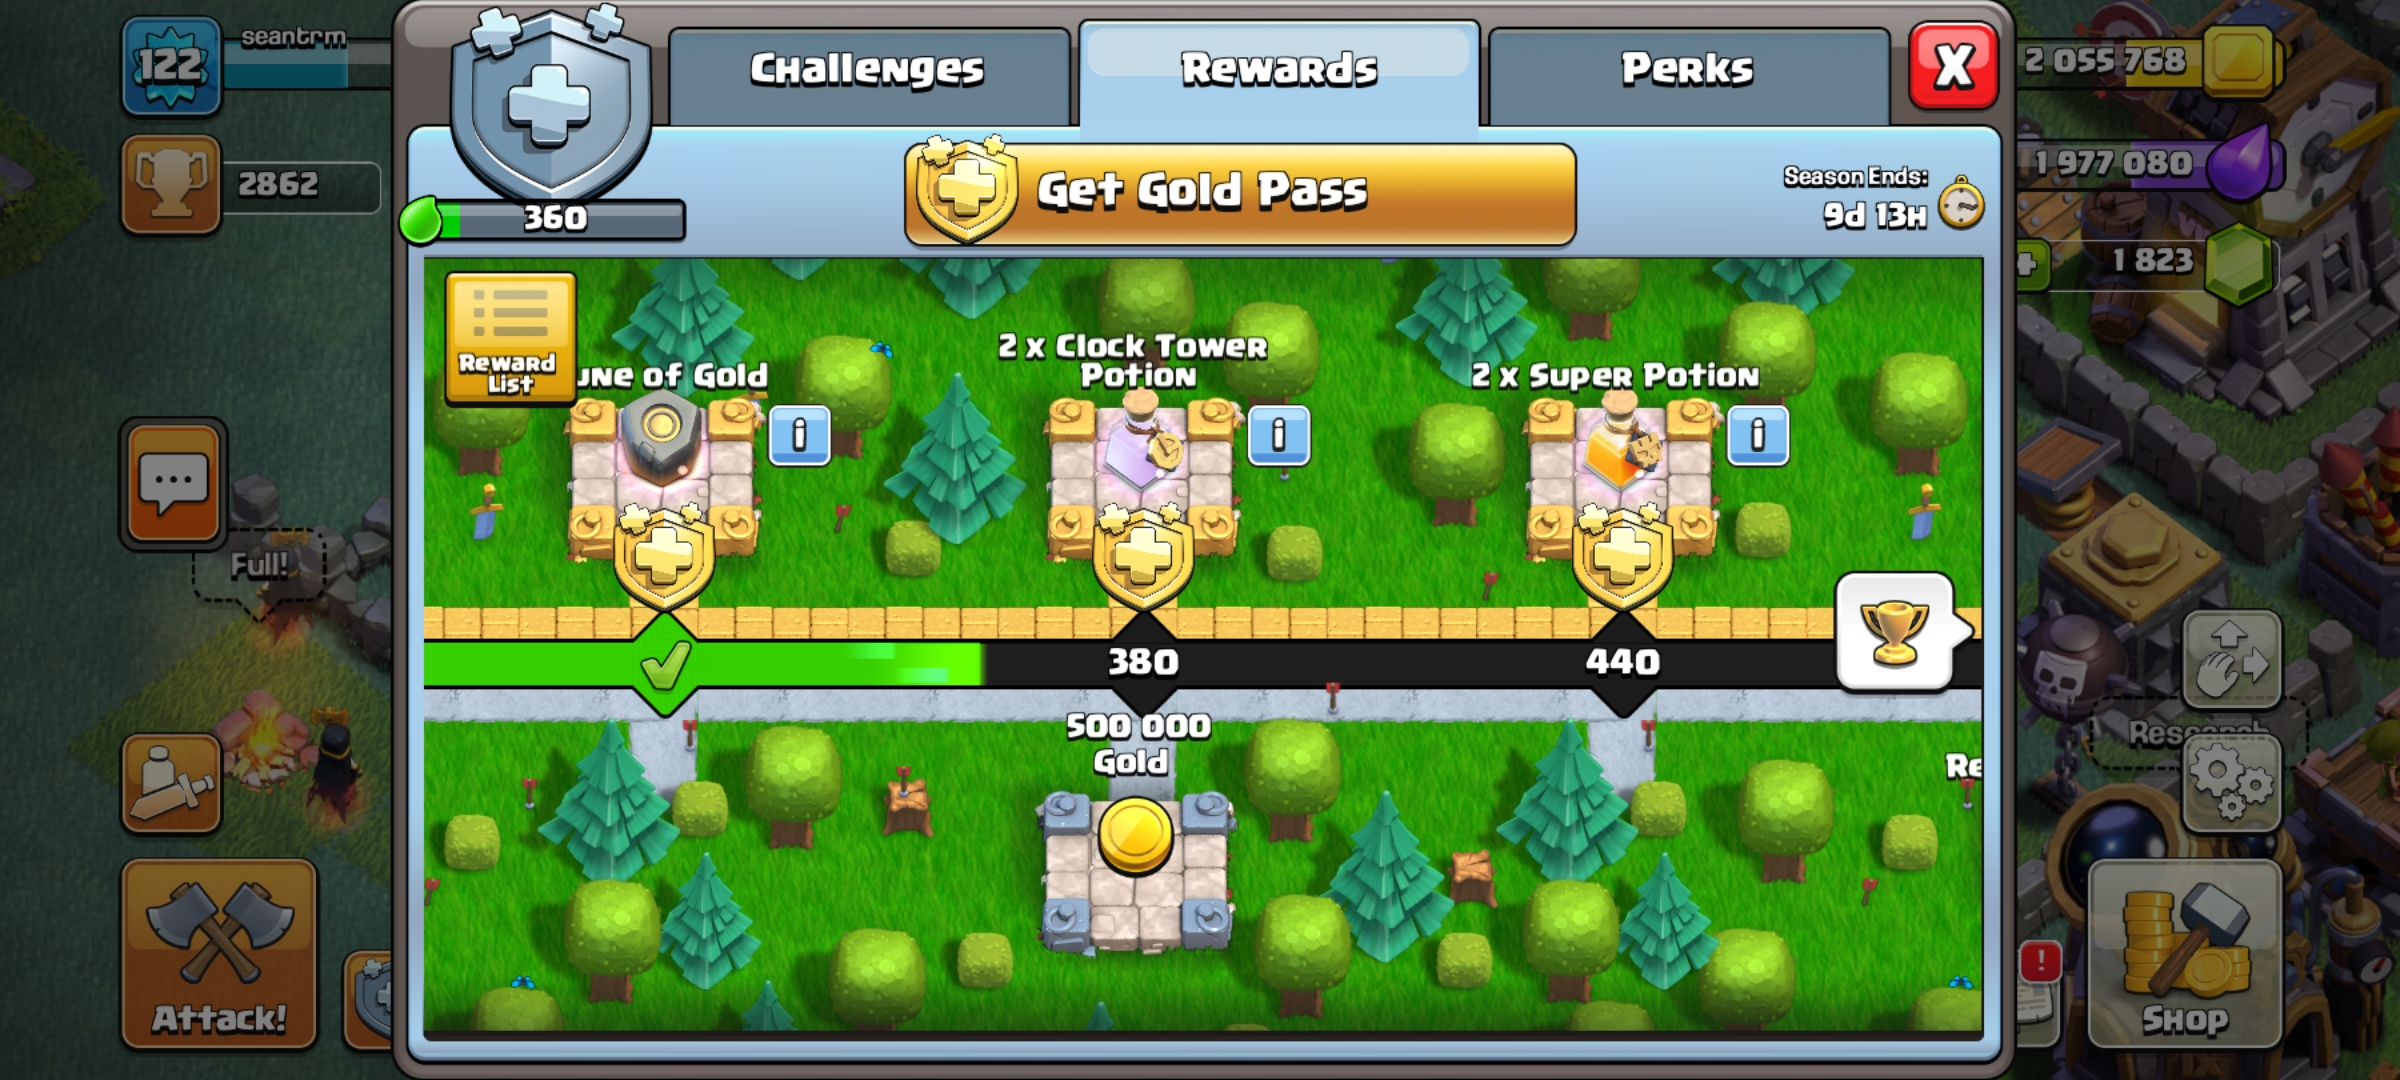 122
seantrm
2862
Challenges
Rewards
Perks
X
2 055 768
1 977 080
1 823
360
Get Gold Pass
Season Ends:
9d 13H
Reward
List
une of Gold
2 x Clock Tower
Potion
2 x Super Potion
i
i
i
Full!
380
440
500 000
Gold
Re
Research
Attack!
!
Shop